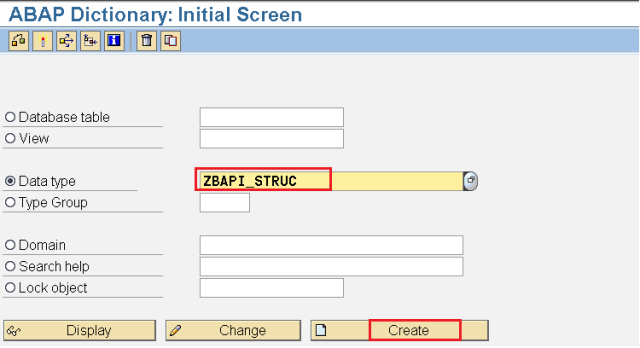 ABAP Dictionary: Initial Screen
Database table
View
Data type ZBAPI_STRUC
Type Group
Domain
Search help
Lock object
Display Change Create